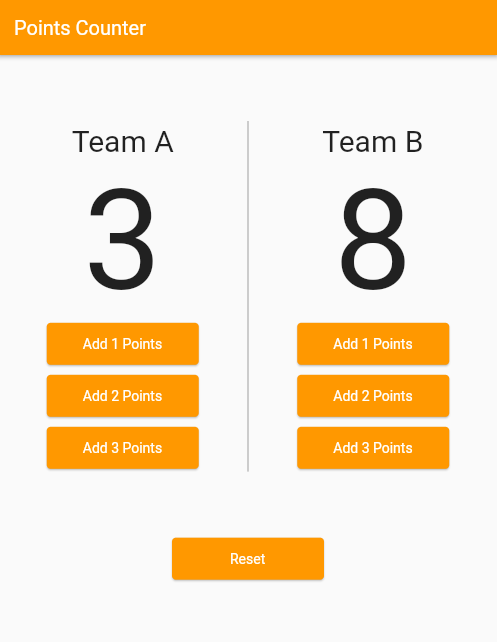 Points Counter
Team A
3
Add 1 Points
Add 2 Points
Add 3 Points
Team B
8
Add 1 Points
Add 2 Points
Add 3 Points
Reset